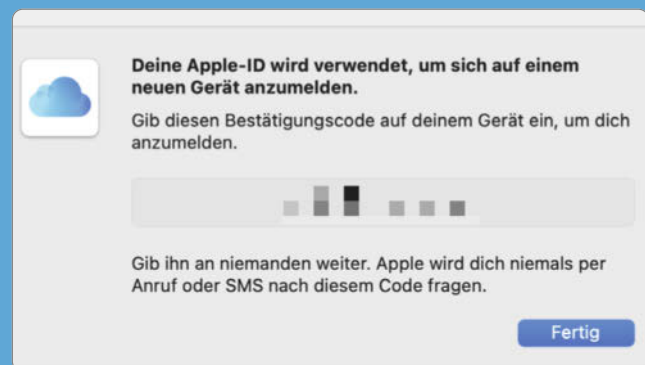 Deine Apple-ID wird verwendet, um sich auf einem
neuen Gerät anzumelden.
Gib diesen Bestätigungscode auf deinem Gerät ein, um dich
anzumelden.
Gib ihn an niemanden weiter. Apple wird dich niemals per
Anruf oder SMS nach diesem Code fragen.
Fertig